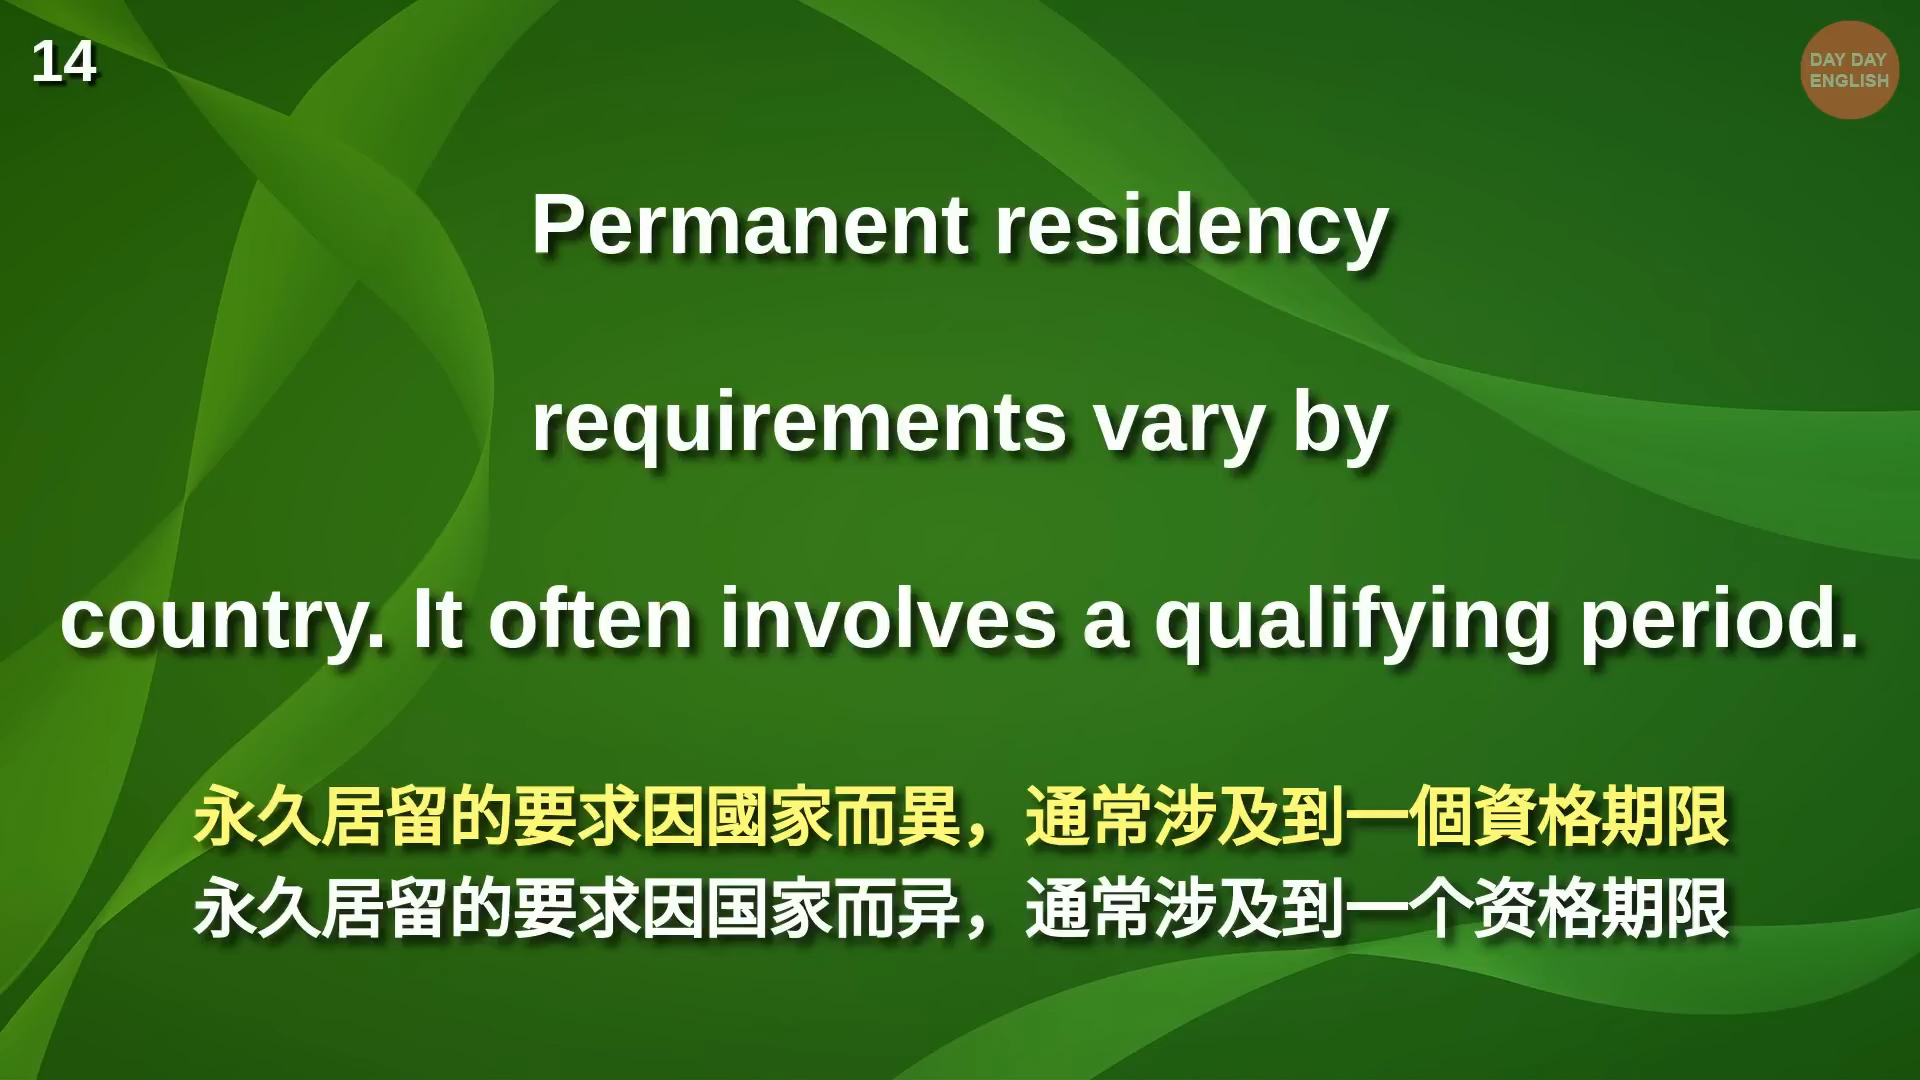 14
DAY DAY
ENGLISH
Permanent residency
requirements vary by
country. It often involves a qualifying period.
永久居留的要求因國家而異，通常涉及到一個資格期限
永久居留的要求因国家而异，通常涉及到一个资格期限